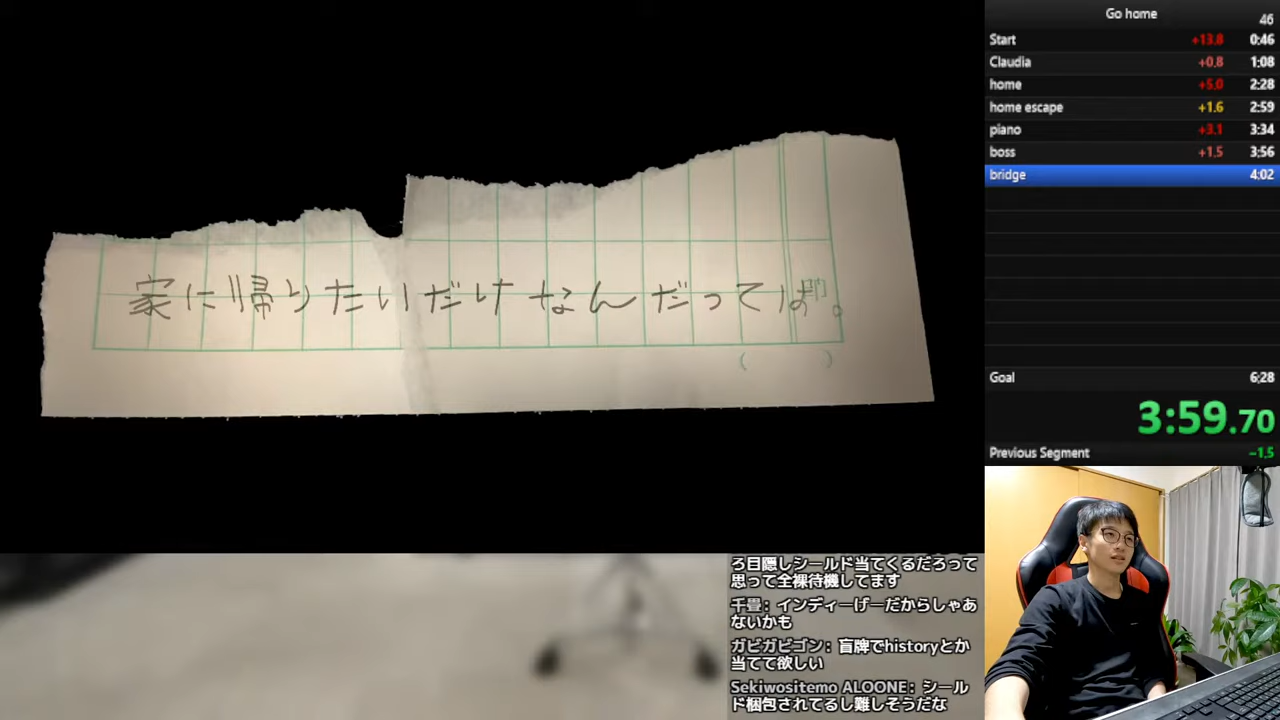 家に帰りたいだけなんだってば。
(　　)
Go home
46
Start +13.8 0:46
Claudia +0.8 1:08
home +5.0 2:28
home escape +1.6 2:59
piano +3.1 3:34
boss +1.5 3:56
bridge 4:02
Goal 6:28
3:59.70
Previous Segment -1.5
ろ目隠しシールド当てくるだろって
思って全裸待機してます
千畳: インディーげーだからしゃあ
ないかも
ガビガビゴン: 盲牌でhistoryとか
当てて欲しい
Sekiwositemo ALOONE: シール
ド梱包されてるし難しそうだな